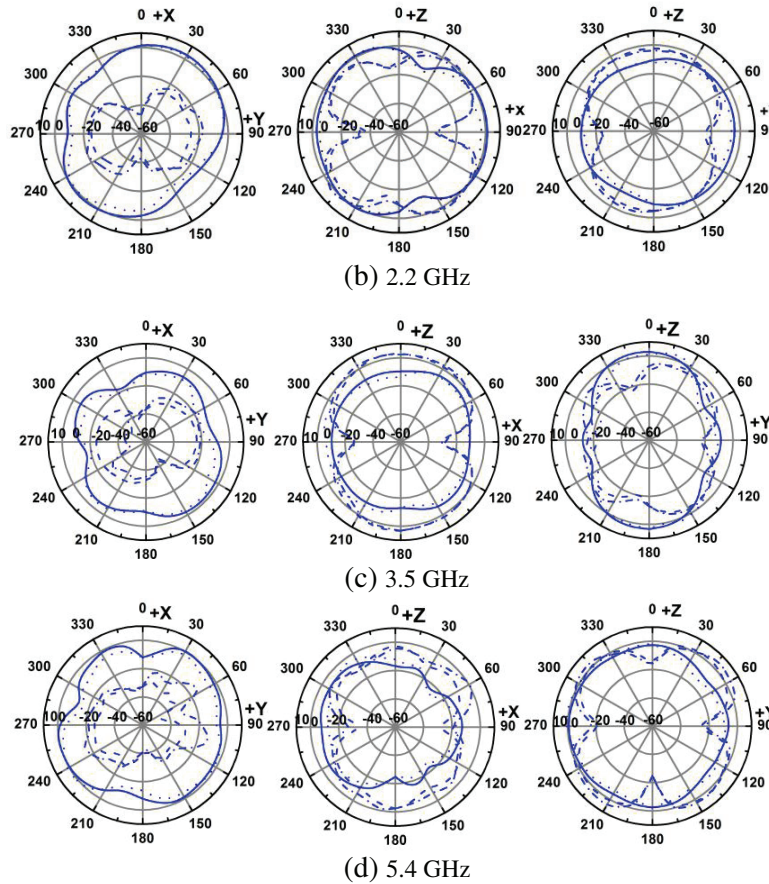 0 +X 0 +Z 0 +Z
330 30 330 30 330 30
300 60 300 60 300 60
+Y +x
270 10 0 -20 -40 -60 90 270 10 0 -20 -40 -60 90 270 10 0 -20 -40 -60
240 120 240 120 240 120
210 150 210 150 210 150
180 180 180
(b) 2.2 GHz
0 +X 0 +Z 0 +Z
330 30 330 30 330 30
300 60 300 60 300 60
+Y +X +Y
270 10 0 -20 -40 -60 90 270 10 0 -20 -40 -60 90 270 10 0 -20 -40 -60 90
240 120 240 120 240 120
210 150 210 150 210 150
180 180 180
(c) 3.5 GHz
0 +X 0 +Z 0 +Z
330 30 330 30 330 30
300 60 300 60 300 60
+Y +X
270 100 -20 -40 -60 90 270 10 0 -20 -40 -60 90 270 10 0 -20 -40 -60 90
240 120 240 120 240 120
210 150 210 150 210 150
180 180 180
(d) 5.4 GHz